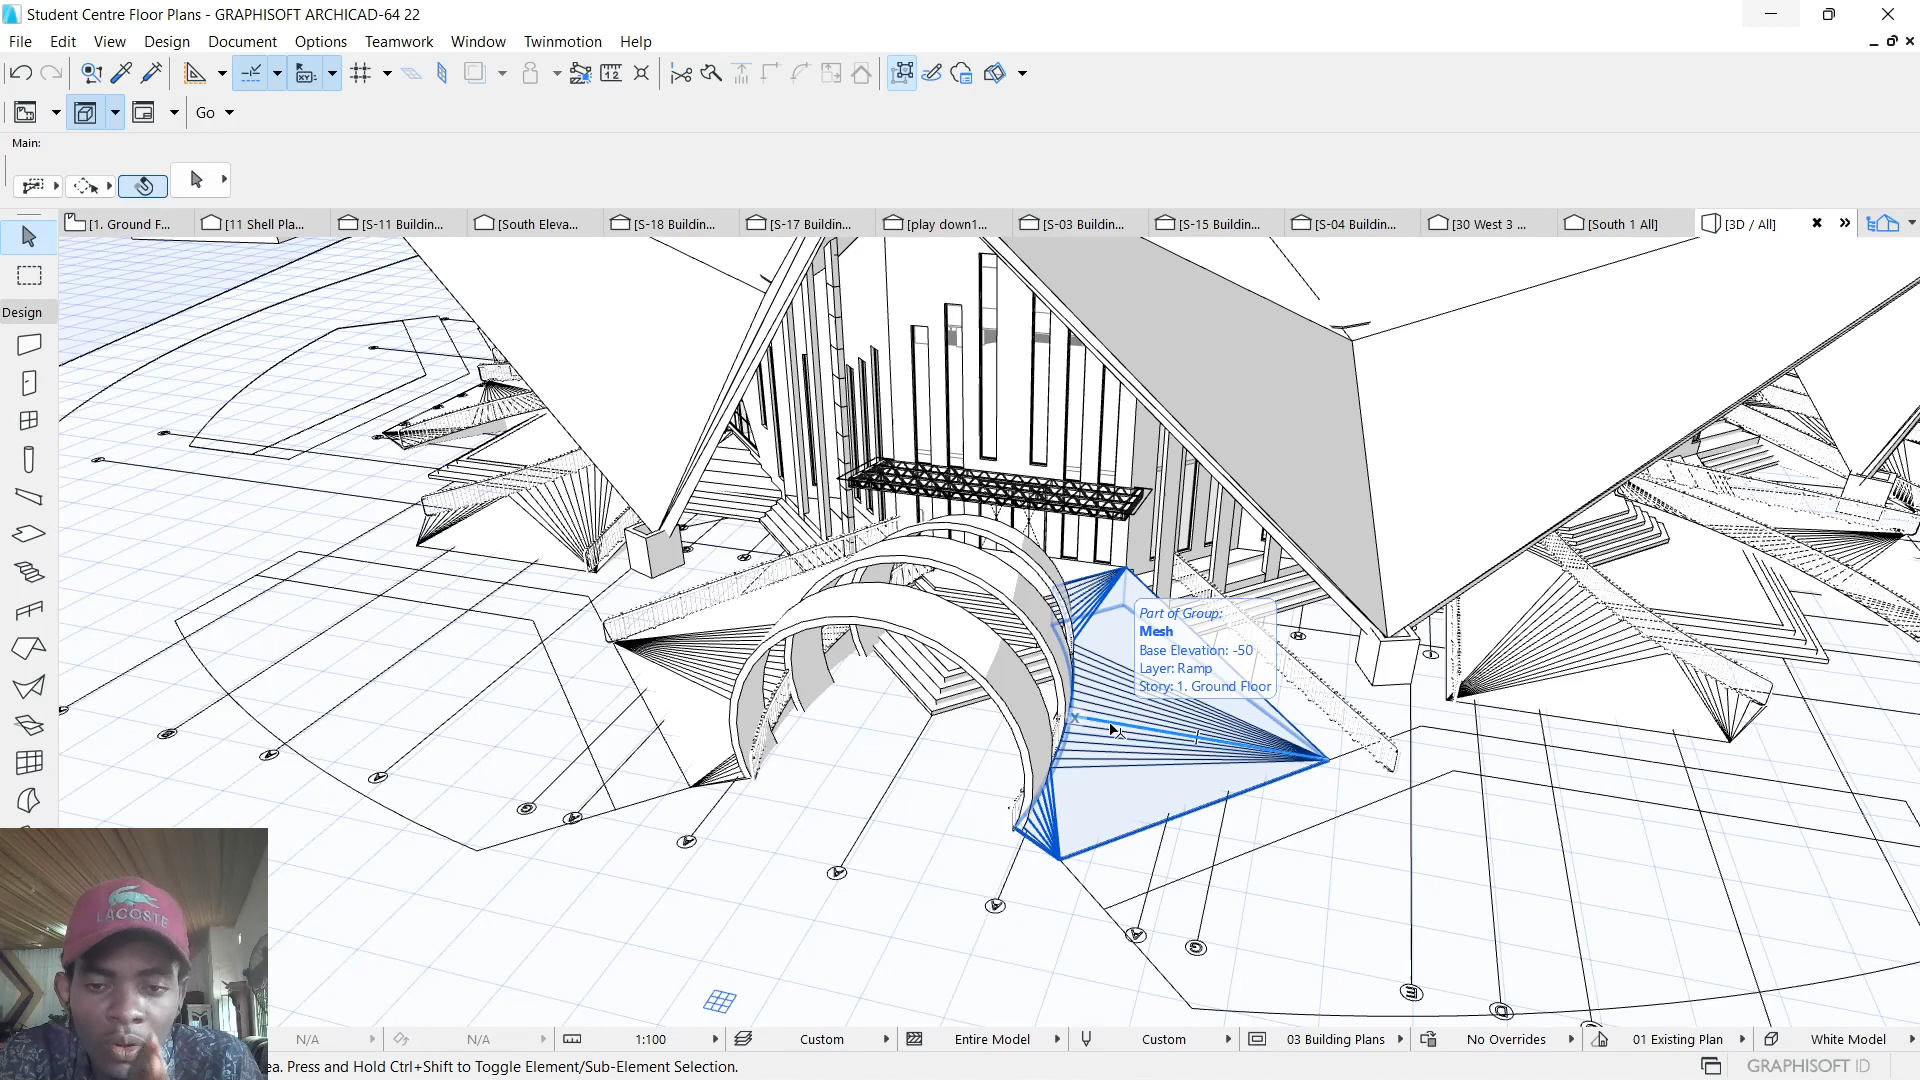 Student Centre Floor Plans - GRAPHISOFT ARCHICAD-64 22
File Edit View Design Document Options Teamwork Window Twinmotion Help
Go
Main:
[1. Ground F... [11 Shell Pla... [S-11 Buildin... [South Eleva... [S-18 Buildin... [S-17 Buildin... [play down1... [S-03 Buildin... [S-15 Buildin... [S-04 Buildin... [30 West 3 ... [South 1 All] [3D / All]
Design
Part of Group:
Mesh
Base Elevation: -50
Layer: Ramp
Story: 1. Ground Floor
LACOSTE
N/A N/A 1:100 Custom Entire Model Custom 03 Building Plans No Overrides 01 Existing Plan White Model
ea. Press and Hold Ctrl+Shift to Toggle Element/Sub-Element Selection.
GRAPHISOFT ID